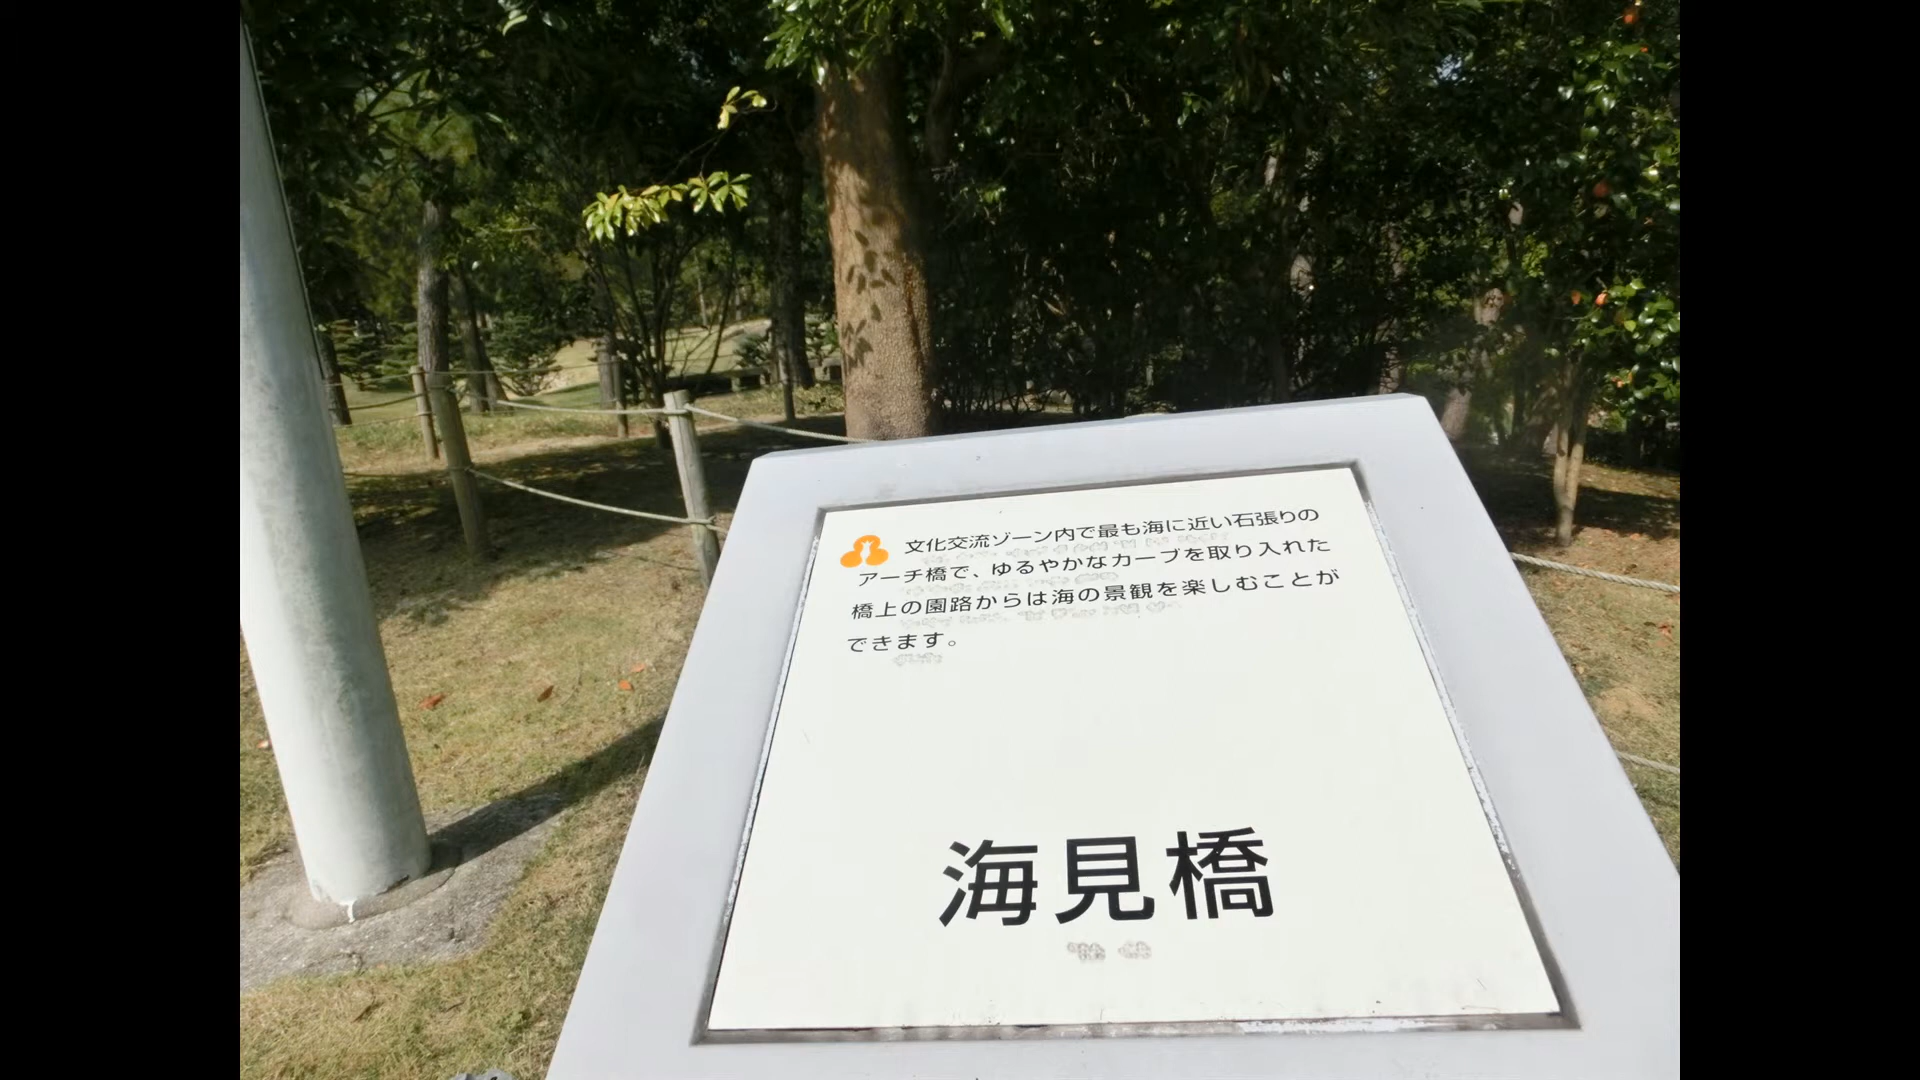 文化交流ゾーン内で最も海に近い石張りの
アーチ橋で、ゆるやかなカーブを取り入れた
橋上の園路からは海の景観を楽しむことが
できます。
海見橋